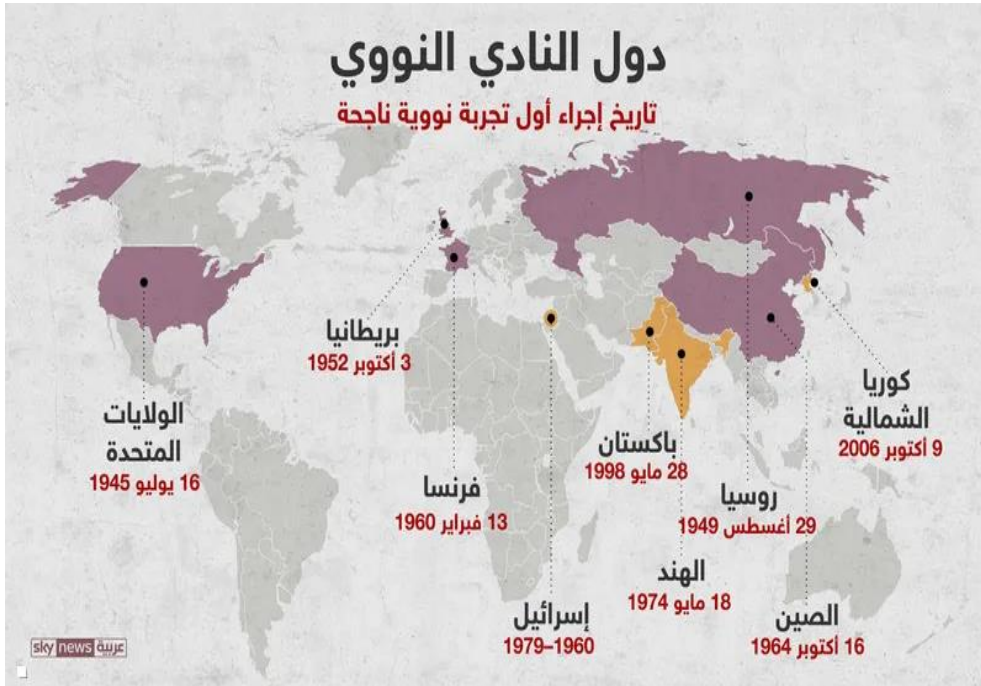 دول النادي النووي
تاريخ إجراء أول تجربة نووية ناجحة
بريطانيا
3 أكتوبر 1952
كوريا
الشمالية
9 أكتوبر 2006
الولايات
المتحدة
16 يوليو 1945
باكستان
28 مايو 1998
فرنسا
13 فبراير 1960
روسيا
29 أغسطس 1949
الهند
18 مايو 1974
إسرائيل
1960–1979
الصين
16 أكتوبر 1964
sky news عربية